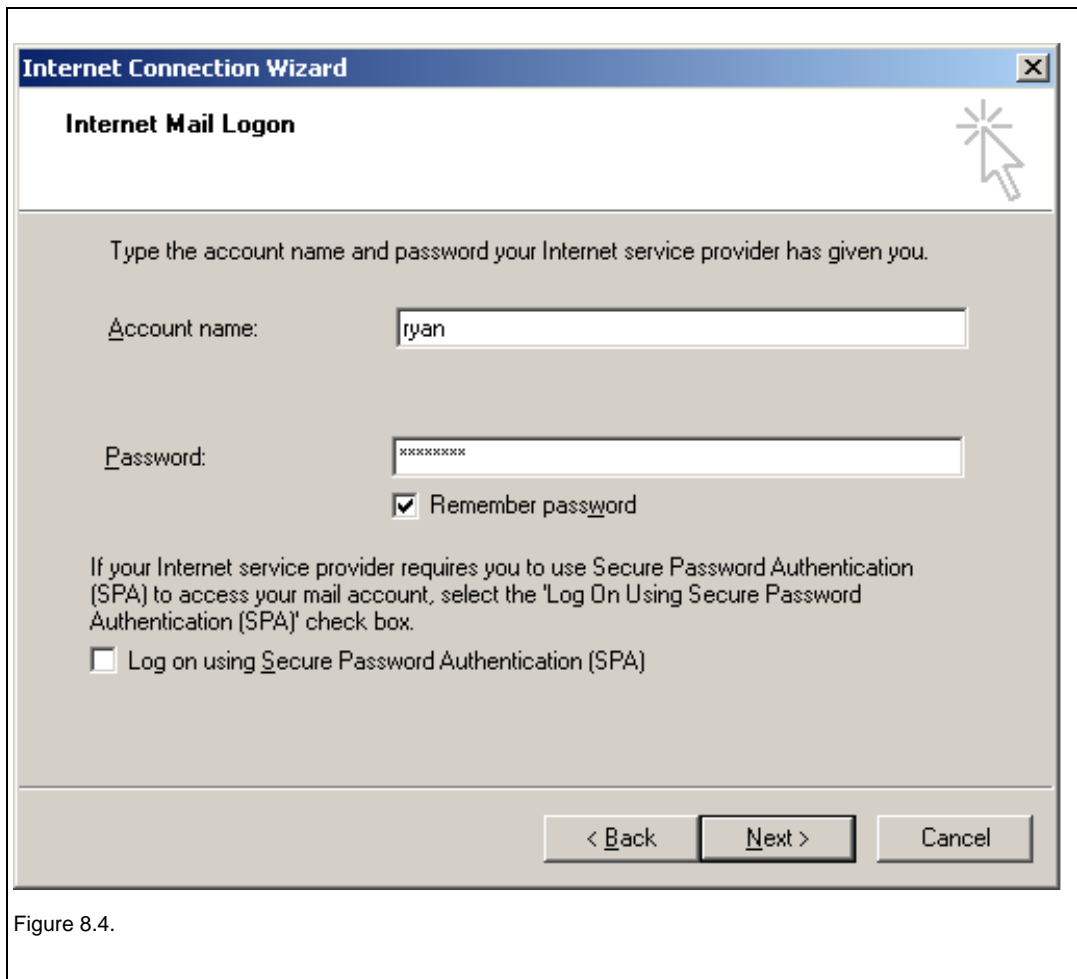 Internet Connection Wizard
Internet Mail Logon
Type the account name and password your Internet service provider has given you.
Account name:
ryan
Password:
********
Remember password
If your Internet service provider requires you to use Secure Password Authentication
(SPA) to access your mail account, select the 'Log On Using Secure Password
Authentication (SPA)' check box.
Log on using Secure Password Authentication (SPA)
< Back
Next >
Cancel
Figure 8.4.